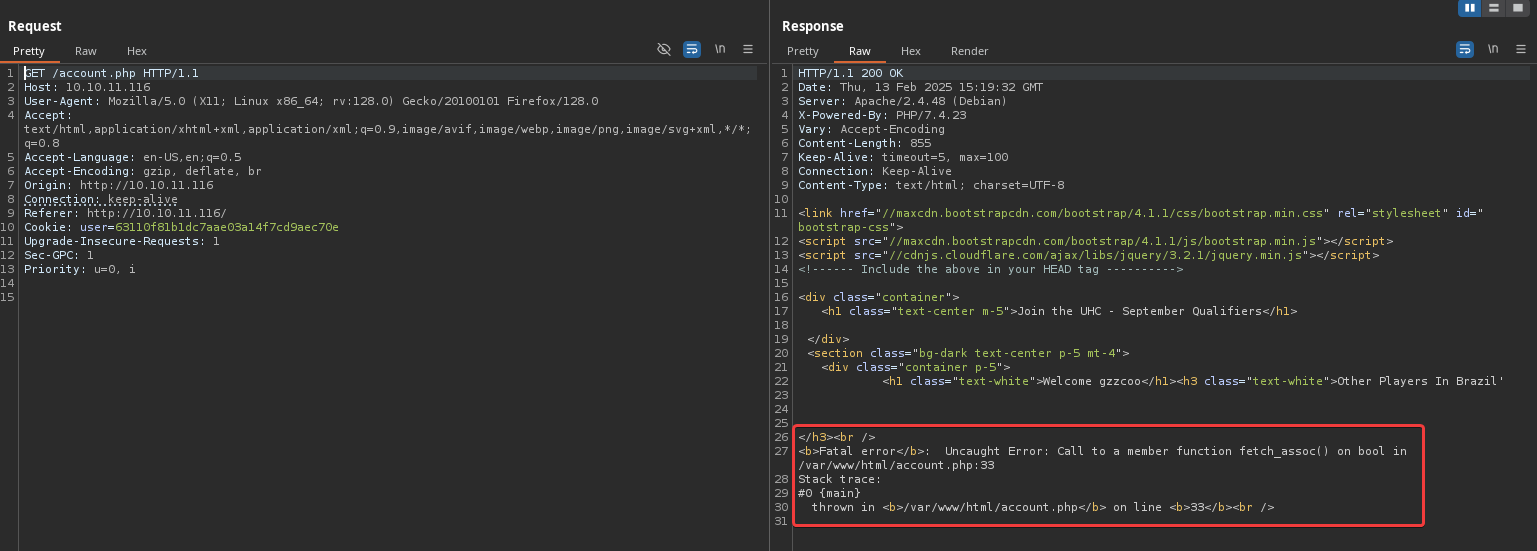 Request
Pretty Raw Hex \n
1 GET /account.php HTTP/1.1
2 Host: 10.10.11.116
3 User-Agent: Mozilla/5.0 (X11; Linux x86_64; rv:128.0) Gecko/20100101 Firefox/128.0
4 Accept:
text/html,application/xhtml+xml,application/xml;q=0.9,image/avif,image/webp,image/png,image/svg+xml,*/*;
q=0.8
5 Accept-Language: en-US,en;q=0.5
6 Accept-Encoding: gzip, deflate, br
7 Origin: http://10.10.11.116
8 Connection: keep-alive
9 Referer: http://10.10.11.116/
10 Cookie: user=63110f81b1dc7aae03a14f7cd9aec70e
11 Upgrade-Insecure-Requests: 1
12 Sec-GPC: 1
13 Priority: u=0, i
14
15
Response
Pretty Raw Hex Render \n
1 HTTP/1.1 200 OK
2 Date: Thu, 13 Feb 2025 15:19:32 GMT
3 Server: Apache/2.4.48 (Debian)
4 X-Powered-By: PHP/7.4.23
5 Vary: Accept-Encoding
6 Content-Length: 855
7 Keep-Alive: timeout=5, max=100
8 Connection: Keep-Alive
9 Content-Type: text/html; charset=UTF-8
10
11 <link href="//maxcdn.bootstrapcdn.com/bootstrap/4.1.1/css/bootstrap.min.css" rel="stylesheet" id="
bootstrap-css">
12 <script src="//maxcdn.bootstrapcdn.com/bootstrap/4.1.1/js/bootstrap.min.js"></script>
13 <script src="//cdnjs.cloudflare.com/ajax/libs/jquery/3.2.1/jquery.min.js"></script>
14 <!------ Include the above in your HEAD tag ---------->
15
16 <div class="container">
17 <h1 class="text-center m-5">Join the UHC - September Qualifiers</h1>
18
19 </div>
20 <section class="bg-dark text-center p-5 mt-4">
21 <div class="container p-5">
22 <h1 class="text-white">Welcome gzzcoo</h1><h3 class="text-white">Other Players In Brazil'
23
24
25
26 </h3><br />
27 <b>Fatal error</b>:  Uncaught Error: Call to a member function fetch_assoc() on bool in
/var/www/html/account.php:33
28 Stack trace:
29 #0 {main}
30 thrown in <b>/var/www/html/account.php</b> on line <b>33</b><br />
31